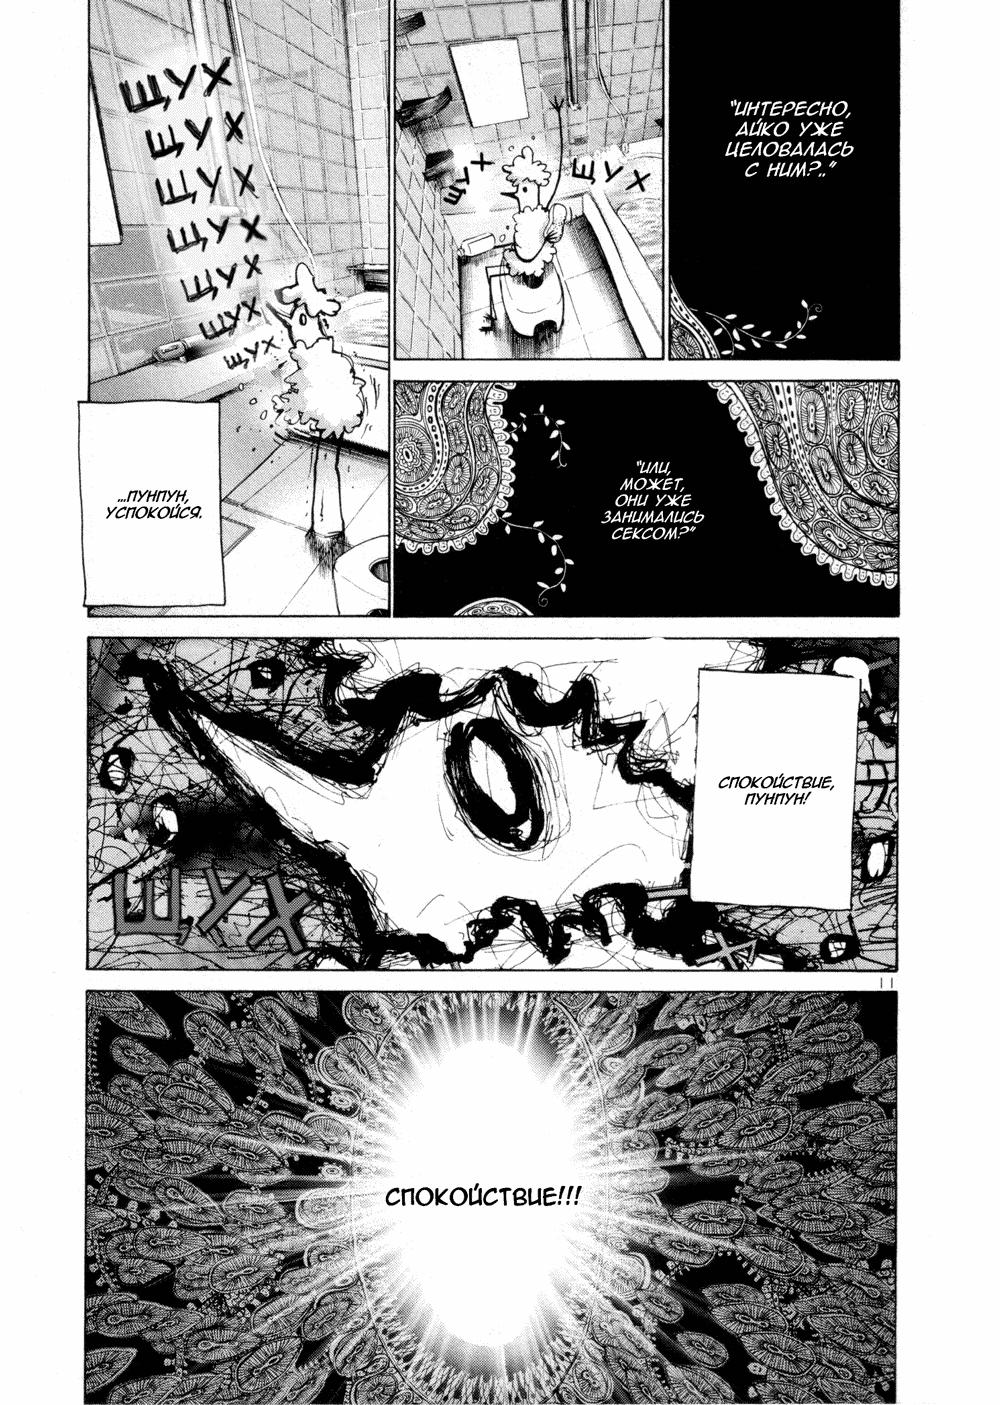 "ИНТЕРЕСНО,
АЙКО УЖЕ
ЦЕЛОВАЛАСЬ
С НИМ?.."
ЩУХ
ЩУХ
ЩУХ
ЩУХ
ЩУХ
ЩУХ
ЩУХ
ЩУХ
ЩУХ
"ИЛИ,
МОЖЕТ,
ОНИ УЖЕ
ЗАНИМАЛИСЬ
СЕКСОМ?"
...ПУНПУН,
УСПОКОЙСЯ.
СПОКОЙСТВИЕ,
ПУНПУН!
ЩУХ
11
СПОКОЙСТВИЕ!!!